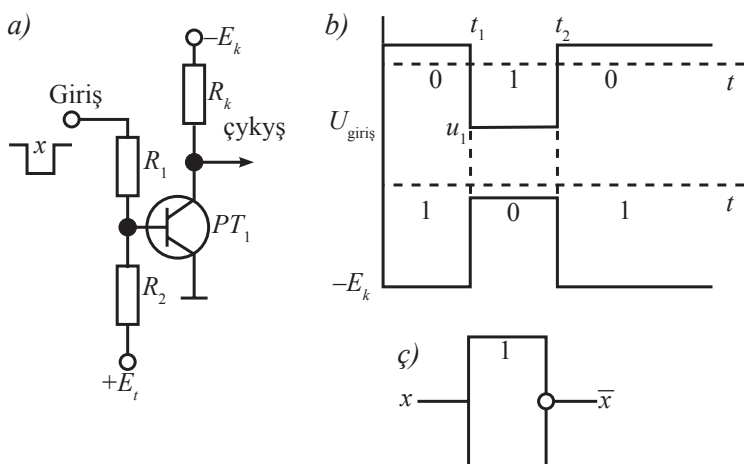 a)
–E_k
R_k
Giriş
çykyş
x
R_1
PT_1
R_2
+E_t
b)
t_1 t_2
0 1 0
t
U_giriş
u_1
1 0 1
t
–E_k
ç)
1
x x̅